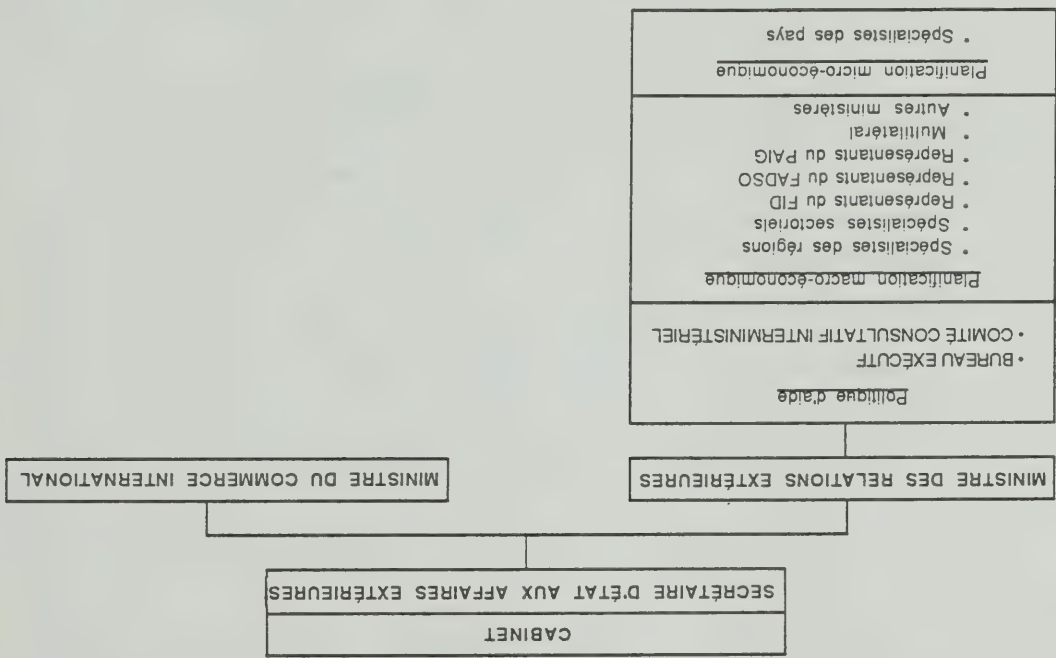 CABINET
SECRÉTAIRE D'ÉTAT AUX AFFAIRES EXTÉRIEURES
MINISTRE DES RELATIONS EXTÉRIEURES
MINISTRE DU COMMERCE INTERNATIONAL
Politique d'aide
• BUREAU EXÉCUTF
• COMITÉ CONSULTATIF INTERMINISTÉRIEL
Planification macro-économique
• Spécialistes des régions
• Spécialistes sectoriels
• Représentants du FID
• Représentants du FADSO
• Représentants du PAIG
• Multilatéral
• Autres ministères
Planification micro-économique
• Spécialistes des pays